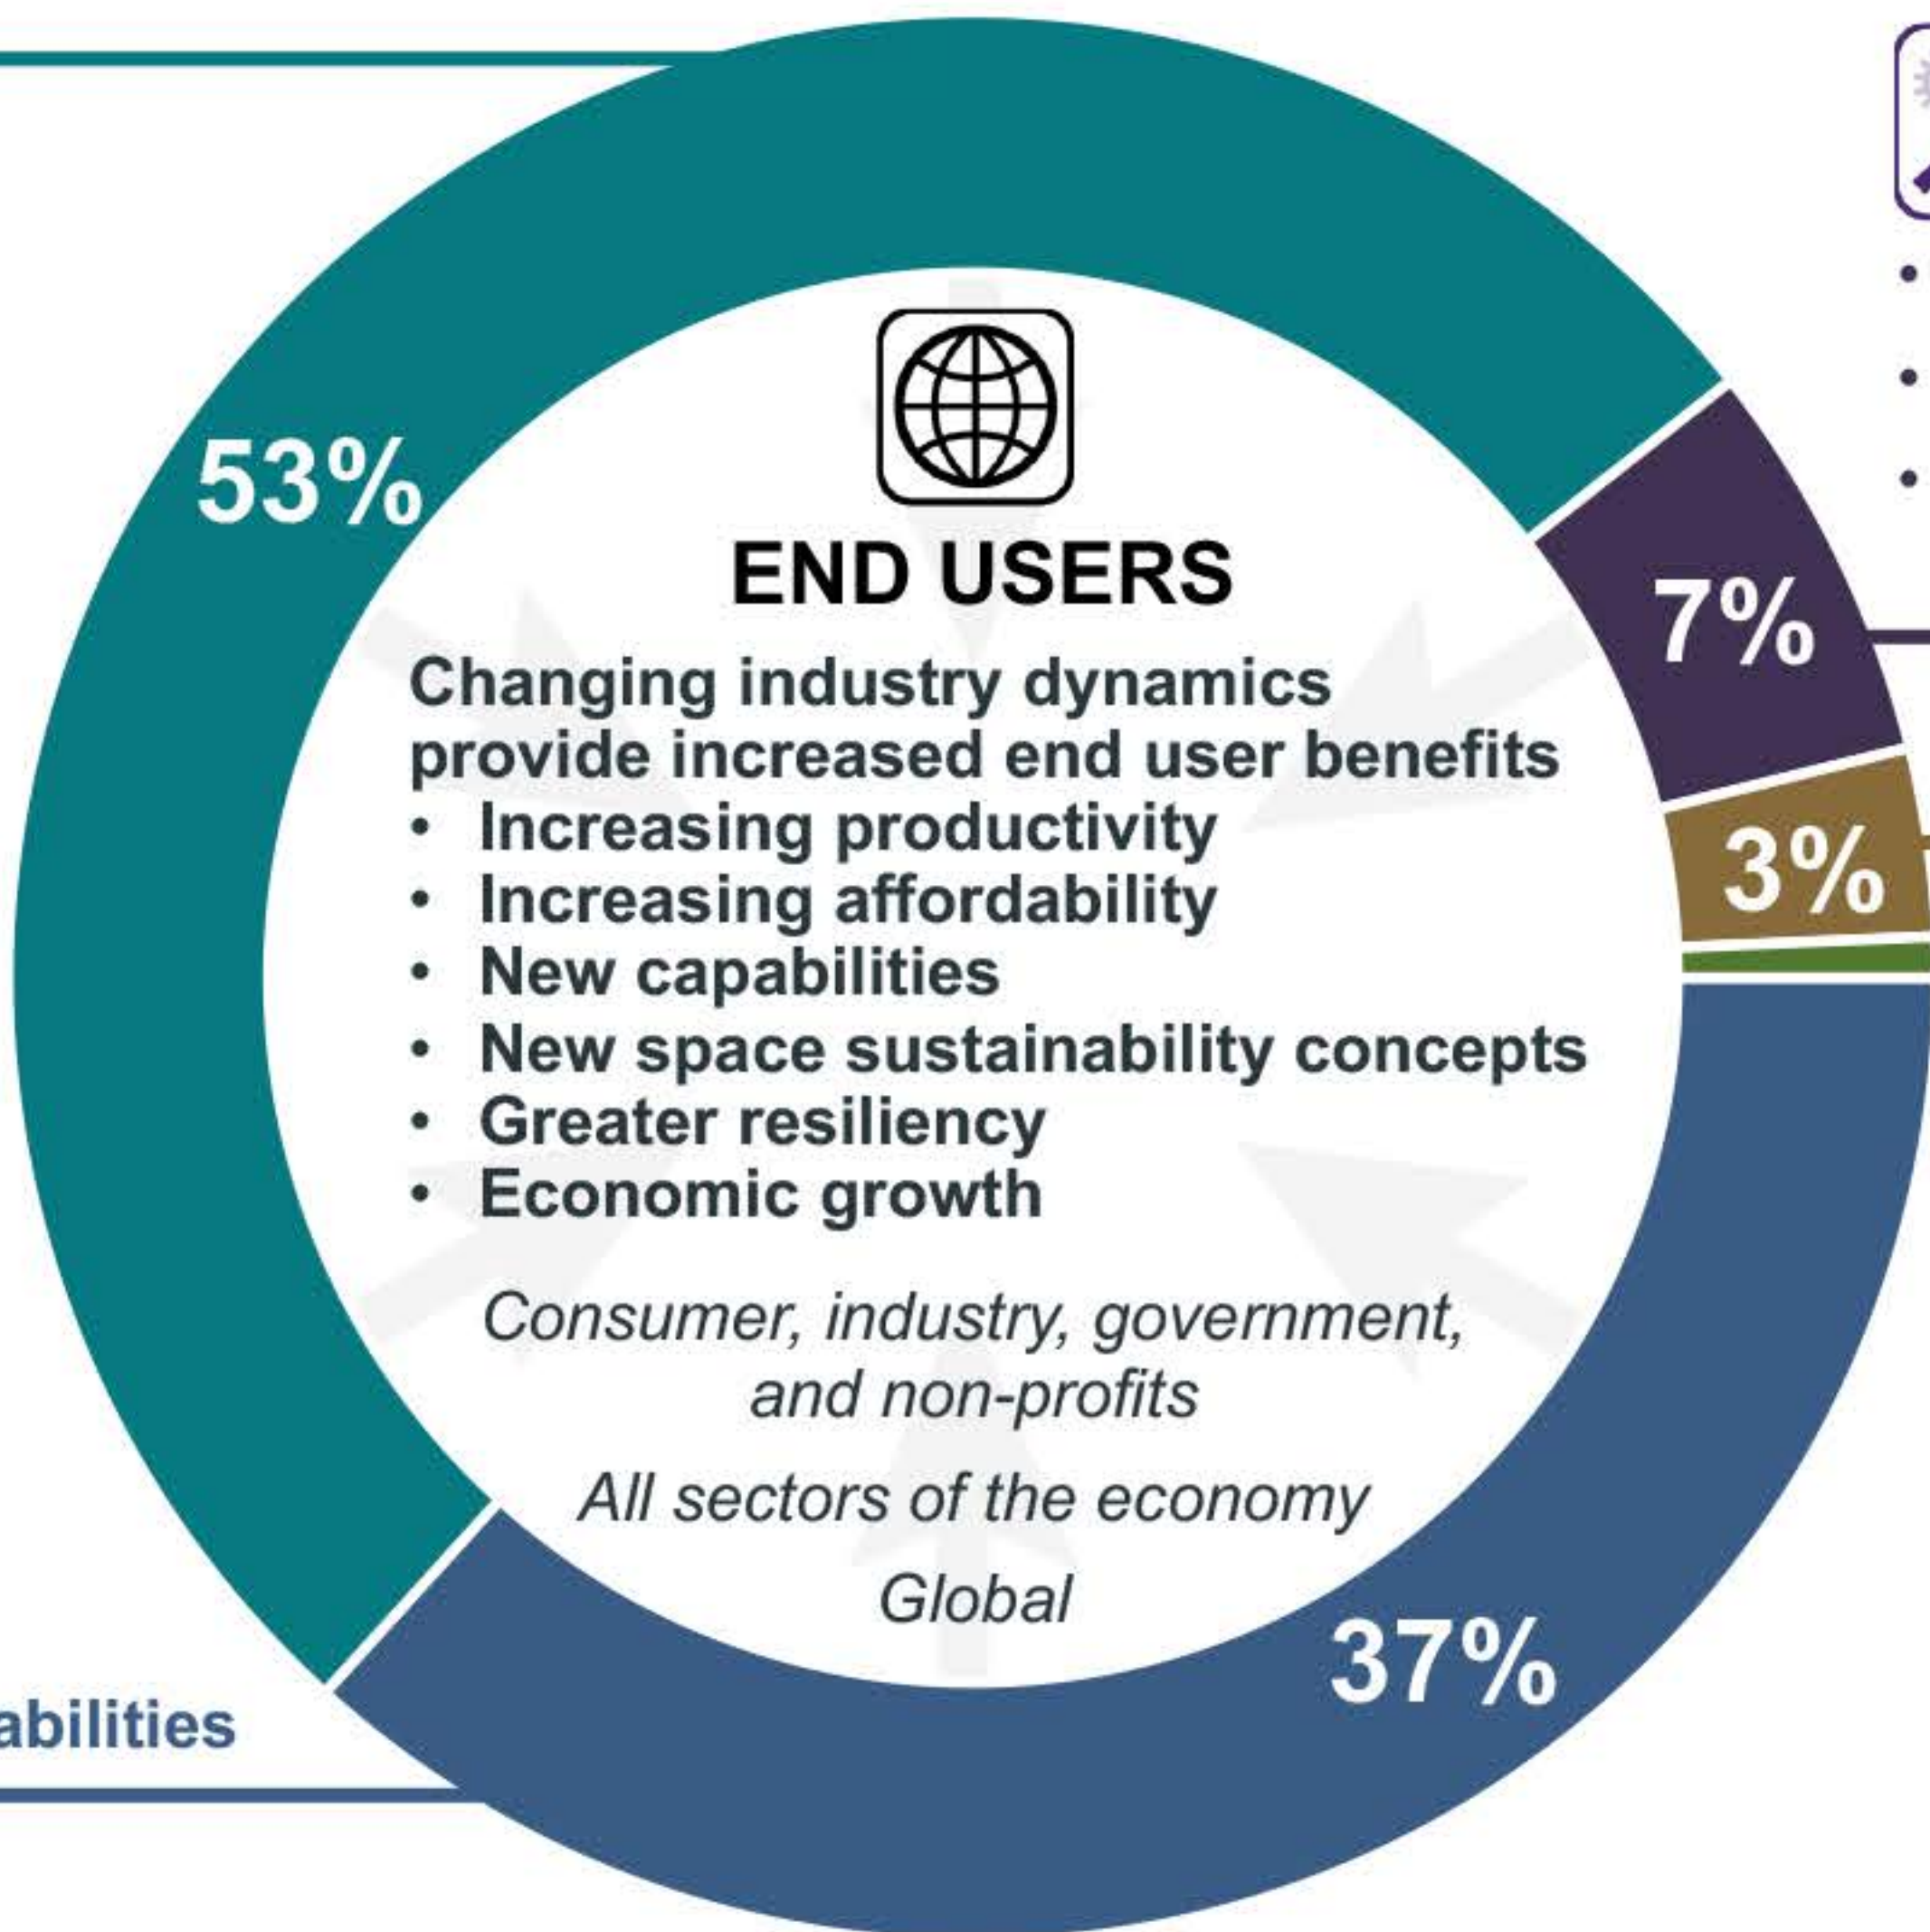 53%
END USERS
7%
Changing industry dynamics
provide increased end user benefits
• Increasing productivity
3%
• Increasing affordability
• New capabilities
• New space sustainability concepts
• Greater resiliency
• Economic growth
Consumer, industry, government,
and non-profits
All sectors of the economy
Global
37%
abilities